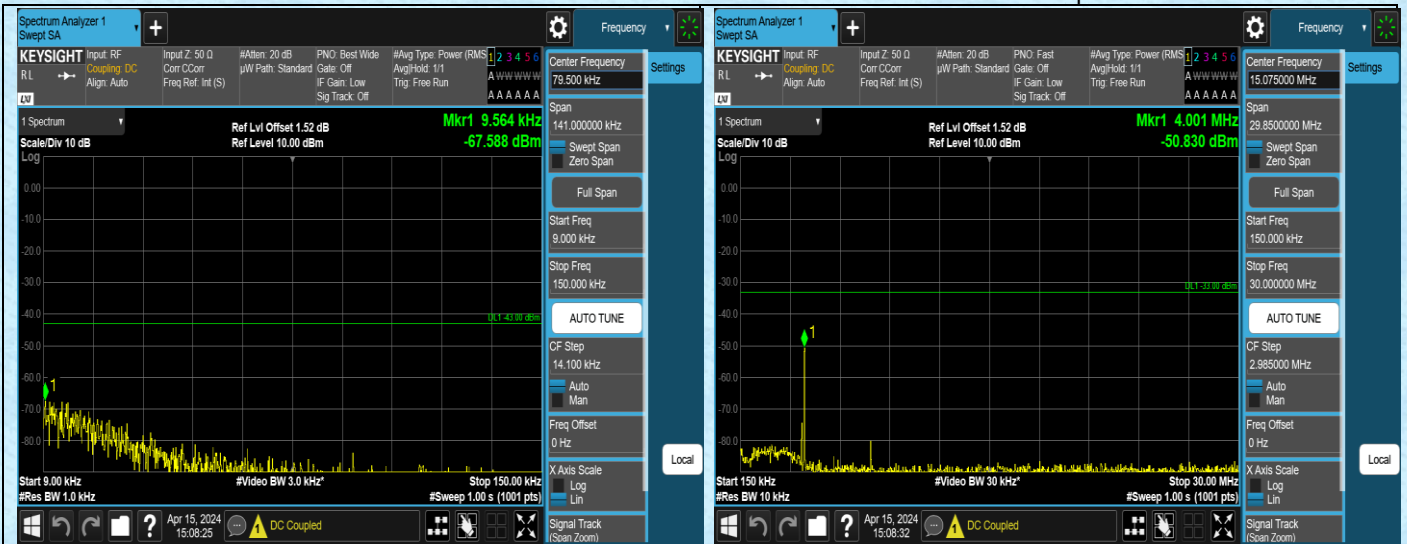 Spectrum Analyzer 1
Swept SA
+
Frequency
KEYSIGHT
RL
LXI
Input: RF
Coupling: DC
Align: Auto
Input Z: 50 Ω
Corr CCorr
Freq Ref: Int (S)
#Atten: 20 dB
µW Path: Standard
PNO: Best Wide
Gate: Off
IF Gain: Low
Sig Track: Off
#Avg Type: Power (RMS
Avg|Hold: 1/1
Trig: Free Run
1 2 3 4 5 6
A W W W W W
A A A A A A
Center Frequency
79.500 kHz
Settings
1 Spectrum
Scale/Div 10 dB
Log
Ref Lvl Offset 1.52 dB
Ref Level 10.00 dBm
Mkr1 9.564 kHz
-67.588 dBm
Span
141.000000 kHz
Swept Span
Zero Span
Full Span
Start Freq
9.000 kHz
Stop Freq
150.000 kHz
AUTO TUNE
CF Step
14.100 kHz
Auto
Man
Freq Offset
0 Hz
X Axis Scale
Log
Lin
Signal Track
(Span Zoom)
Local
0.00
-10.0
-20.0
-30.0
-40.0
-50.0
-60.0
-70.0
-80.0
DL1 -43.00 dBm
1
Start 9.00 kHz
#Res BW 1.0 kHz
#Video BW 3.0 kHz*
Stop 150.00 kHz
#Sweep 1.00 s (1001 pts)
?
Apr 15, 2024
15:08:25
1
DC Coupled
Spectrum Analyzer 1
Swept SA
+
Frequency
KEYSIGHT
RL
LXI
Input: RF
Coupling: DC
Align: Auto
Input Z: 50 Ω
Corr CCorr
Freq Ref: Int (S)
#Atten: 20 dB
µW Path: Standard
PNO: Fast
Gate: Off
IF Gain: Low
Sig Track: Off
#Avg Type: Power (RMS
Avg|Hold: 1/1
Trig: Free Run
1 2 3 4 5 6
A W W W W W
A A A A A A
Center Frequency
15.075000 MHz
Settings
1 Spectrum
Scale/Div 10 dB
Log
Ref Lvl Offset 1.52 dB
Ref Level 10.00 dBm
Mkr1 4.001 MHz
-50.830 dBm
Span
29.8500000 MHz
Swept Span
Zero Span
Full Span
Start Freq
150.000 kHz
Stop Freq
30.000000 MHz
AUTO TUNE
CF Step
2.985000 MHz
Auto
Man
Freq Offset
0 Hz
X Axis Scale
Log
Lin
Signal Track
(Span Zoom)
Local
0.00
-10.0
-20.0
-30.0
-40.0
-50.0
-60.0
-70.0
-80.0
DL1 -33.00 dBm
1
Start 150 kHz
#Res BW 10 kHz
#Video BW 30 kHz*
Stop 30.00 MHz
#Sweep 1.00 s (1001 pts)
?
Apr 15, 2024
15:08:32
1
DC Coupled